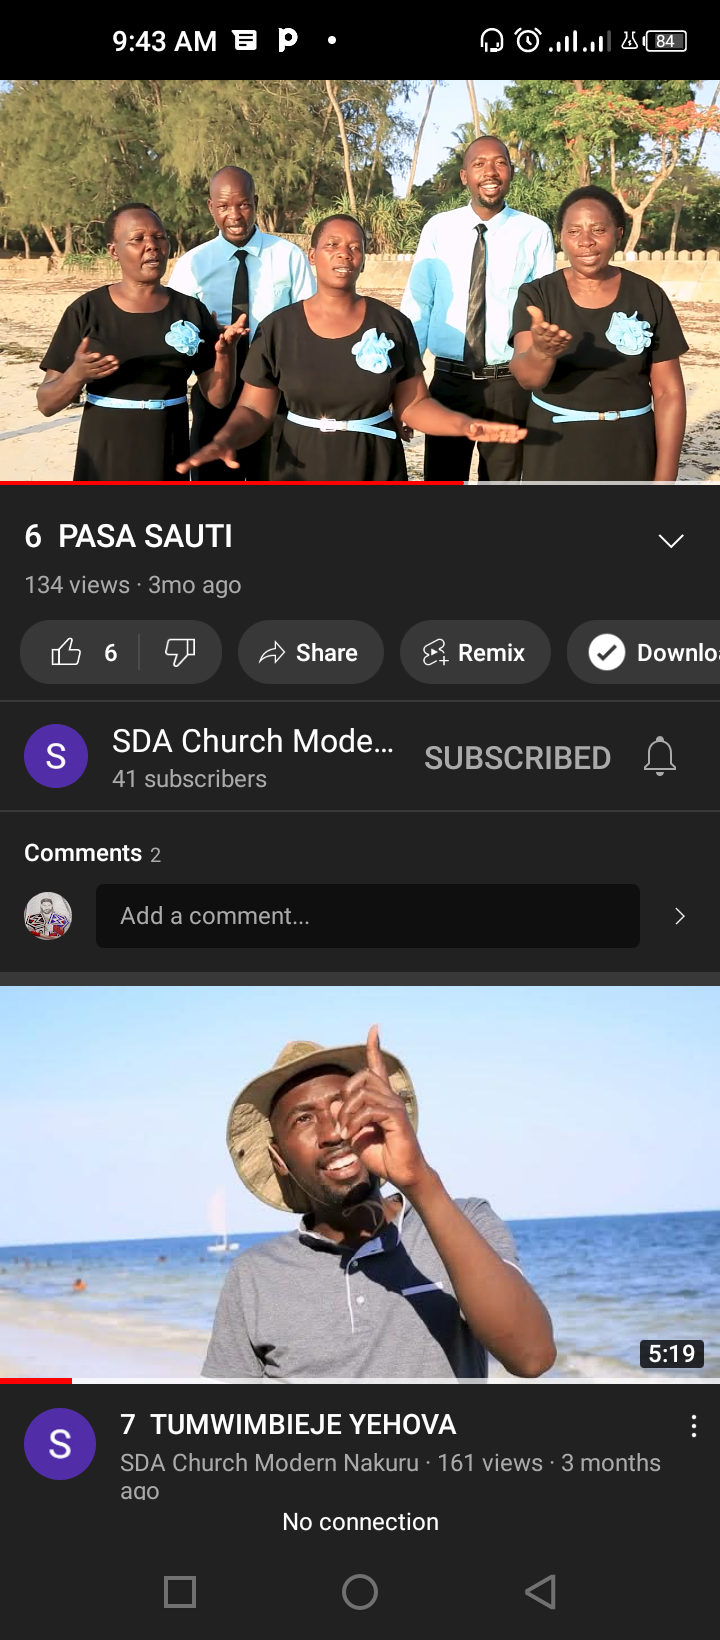 9:43 AM
84
6 PASA SAUTI
134 views · 3mo ago
6
Share
Remix
Downlo
S
SDA Church Mode...
41 subscribers
SUBSCRIBED
Comments 2
Add a comment...
5:19
S
7 TUMWIMBIEJE YEHOVA
SDA Church Modern Nakuru · 161 views · 3 months
ago
No connection